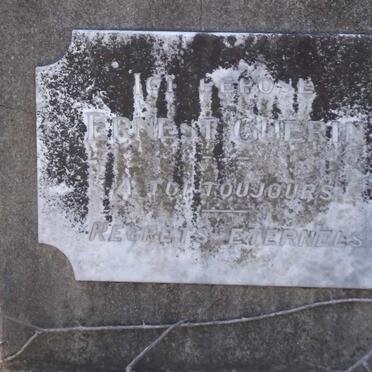 ICI REPOSE
ERNEST GUERIN
A TOI TOUJOURS
REGRETS ETERNELS